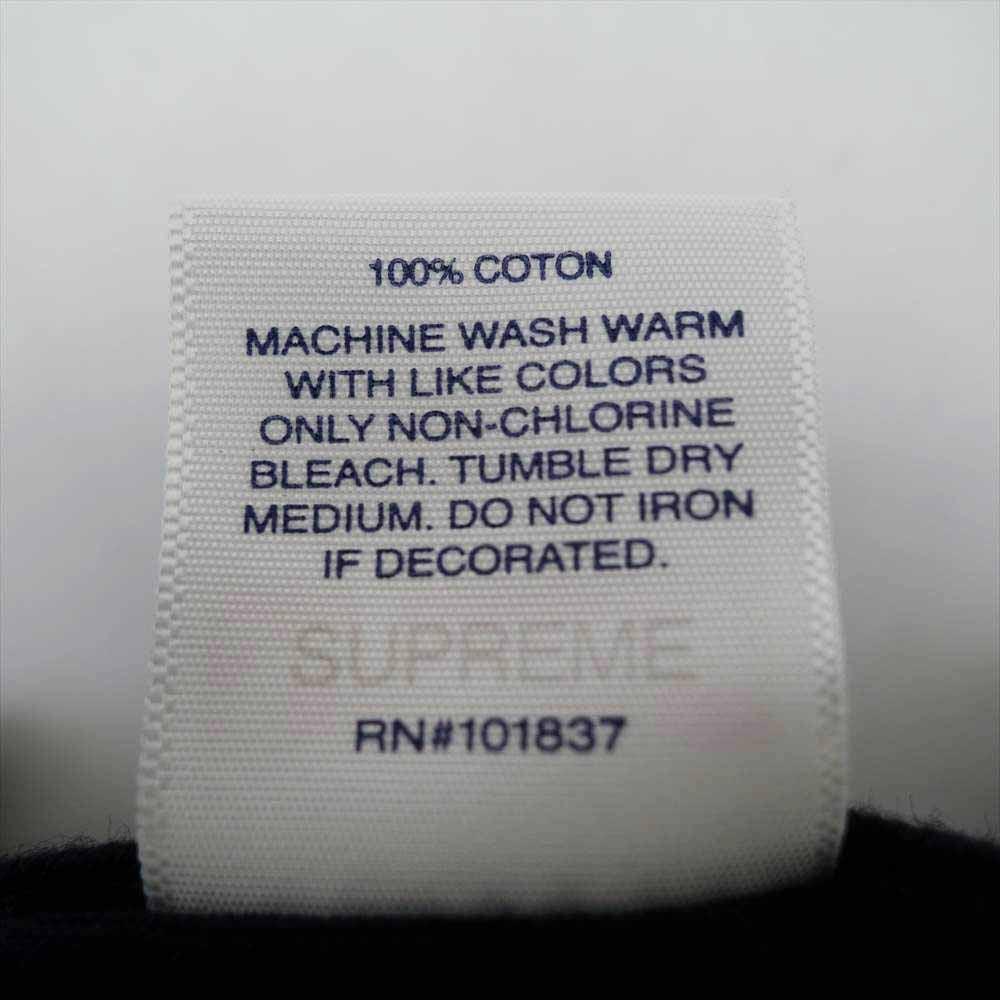 100% COTON
MACHINE WASH WARM
WITH LIKE COLORS
ONLY NON-CHLORINE
BLEACH. TUMBLE DRY
MEDIUM. DO NOT IRON
IF DECORATED.
SUPREME
RN#101837